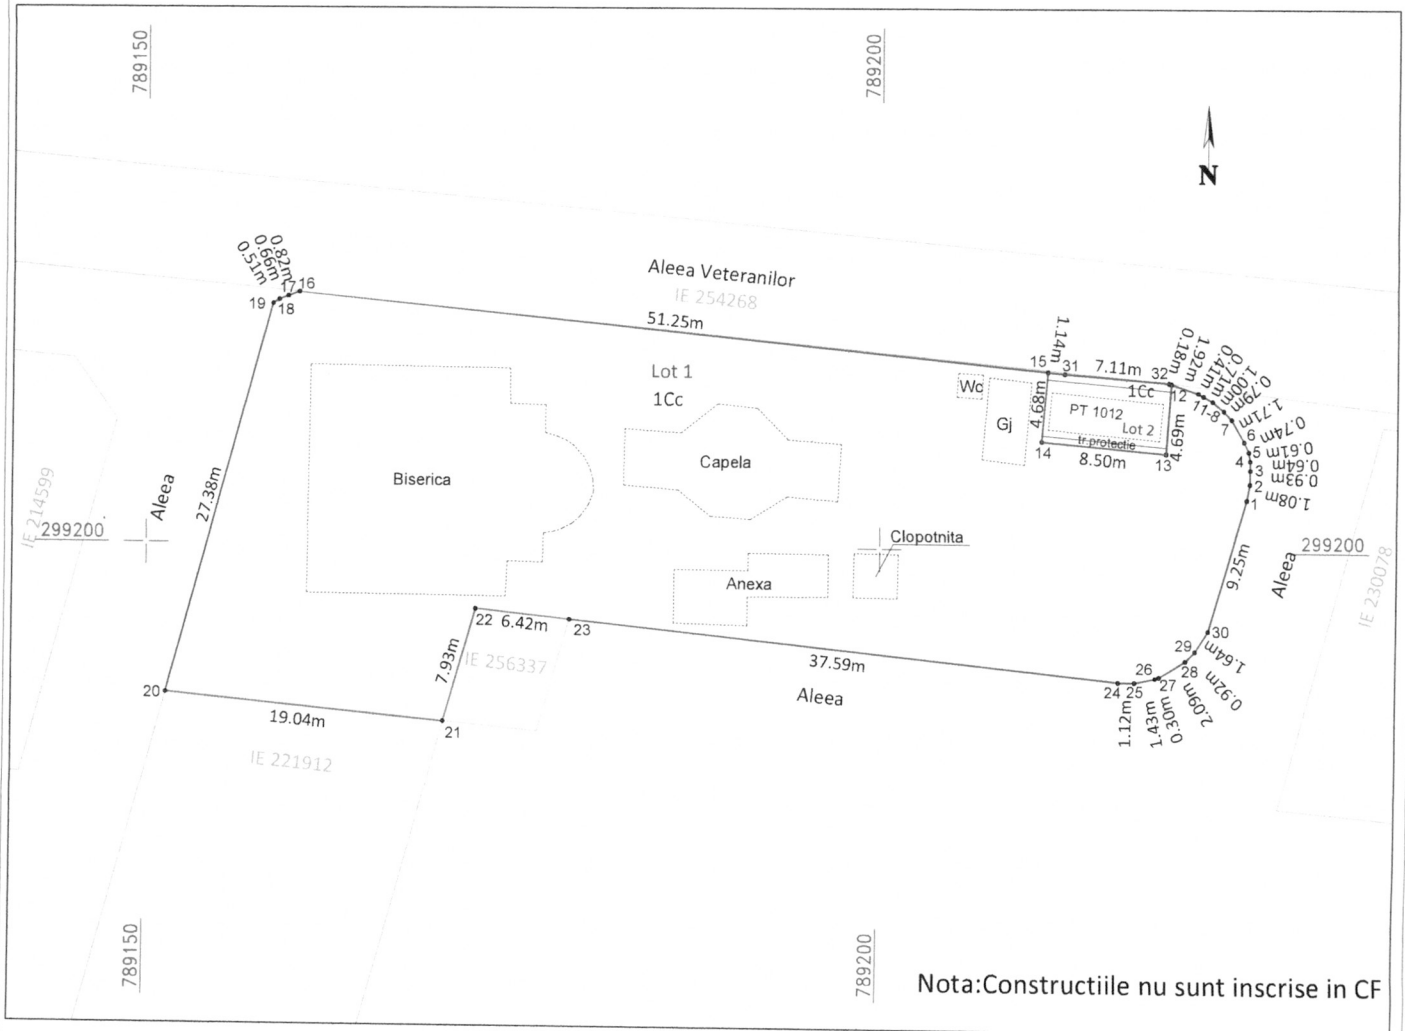 789150
789200
N
0.82m
0.66m
0.51m
16
17
18
19
Aleea Veteranilor
IE 254268
51.25m
Lot 1
1Cc
15
1.14m
31
7.11m
32
0.18m
1.92m
0.41m
0.71m
1.00m
0.79m
1.71m
0.74m
0.61m
0.64m
0.93m
1.08m
12
11-8
7
6
5
4
3
2
1
Wc
Gj
4.68m
1Cc
PT 1012
Lot 2
tr.protectie
4.69m
14
8.50m
13
Biserica
Capela
Anexa
Clopotnita
27.38m
Aleea
IE 214599
299200
299200
9.25m
Aleea
IE 230078
22
6.42m
23
7.93m
IE 256337
37.59m
Aleea
20
19.04m
21
IE 221912
24
25
26
27
28
29
30
1.12m
1.43m
0.30m
2.09m
0.92m
1.64m
789150
789200
Nota:Constructiile nu sunt inscrise in CF